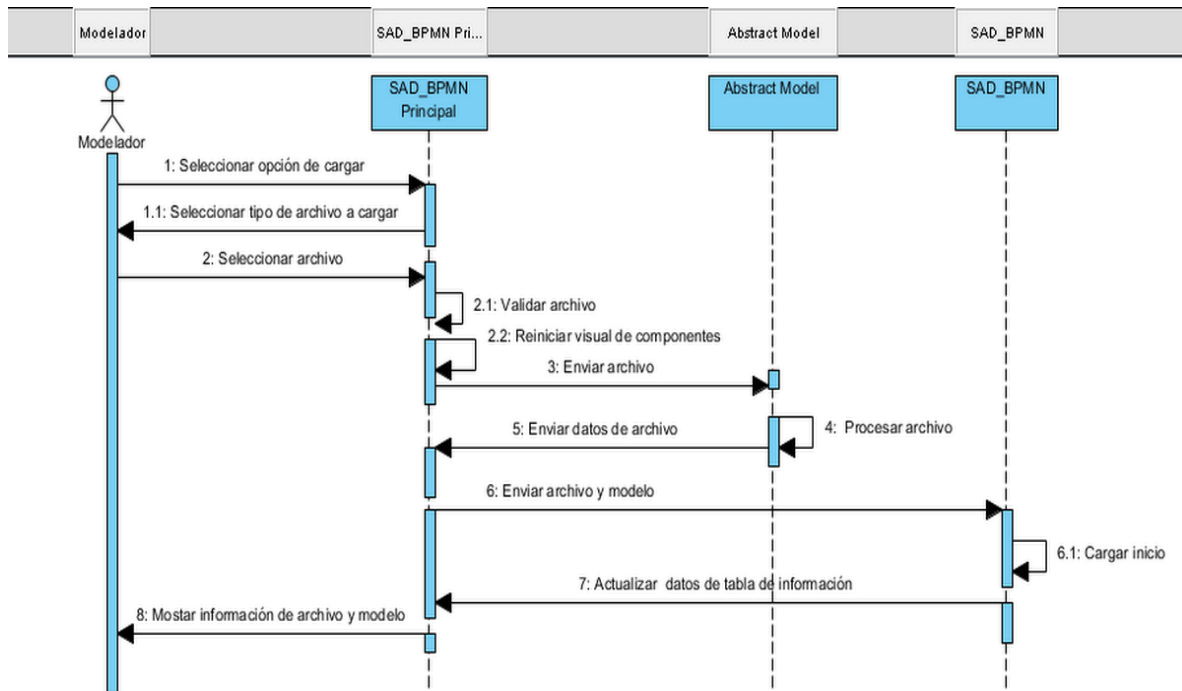 Modelador
SAD_BPMN Pri...
Abstract Model
SAD_BPMN
SAD_BPMN
Principal
Abstract Model
SAD_BPMN
Modelador
1: Seleccionar opción de cargar
1.1: Seleccionar tipo de archivo a cargar
2: Seleccionar archivo
2.1: Validar archivo
2.2: Reiniciar visual de componentes
3: Enviar archivo
4: Procesar archivo
5: Enviar datos de archivo
6: Enviar archivo y modelo
6.1: Cargar inicio
7: Actualizar datos de tabla de información
8: Mostar información de archivo y modelo